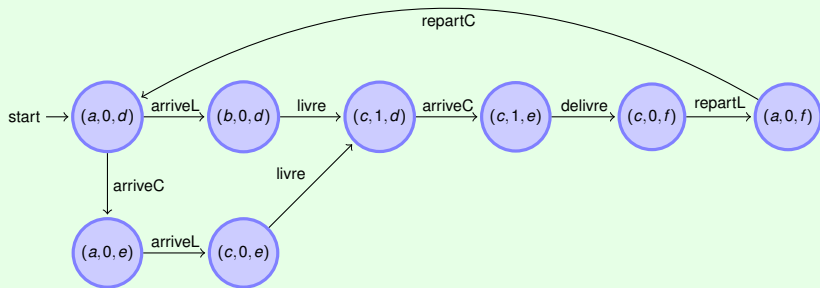 repartC
start
(a,0,d)
arriveL
(b,0,d)
livre
(c,1,d)
arriveC
(c,1,e)
delivre
(c,0,f)
repartL
(a,0,f)
arriveC
livre
(a,0,e)
arriveL
(c,0,e)